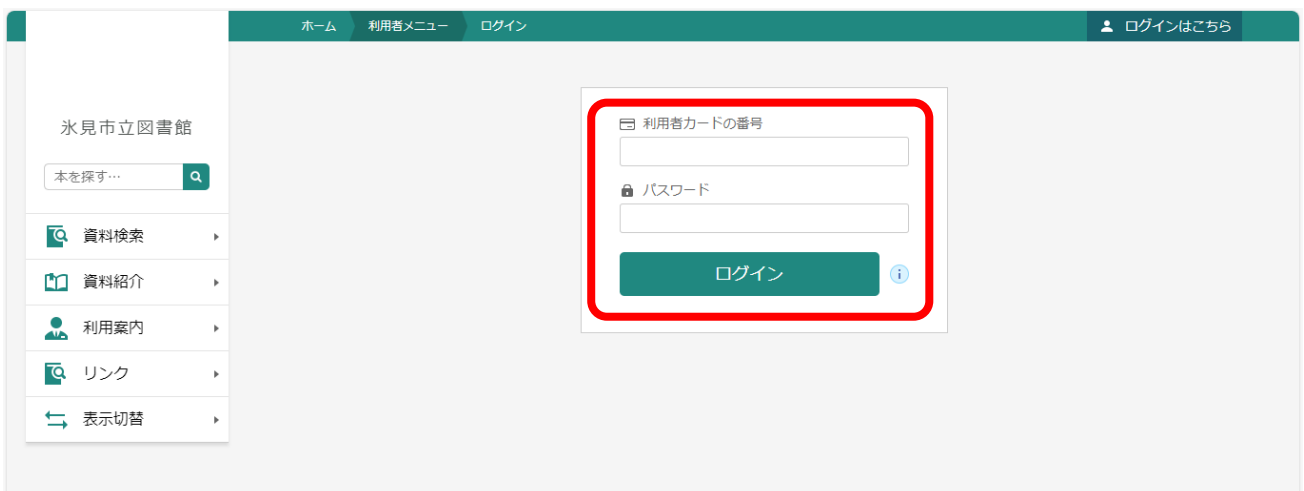 ホーム 利用者メニュー ログイン
ログインはこちら
氷見市立図書館
本を探す…
資料検索
資料紹介
利用案内
リンク
表示切替
利用者カードの番号
パスワード
ログイン